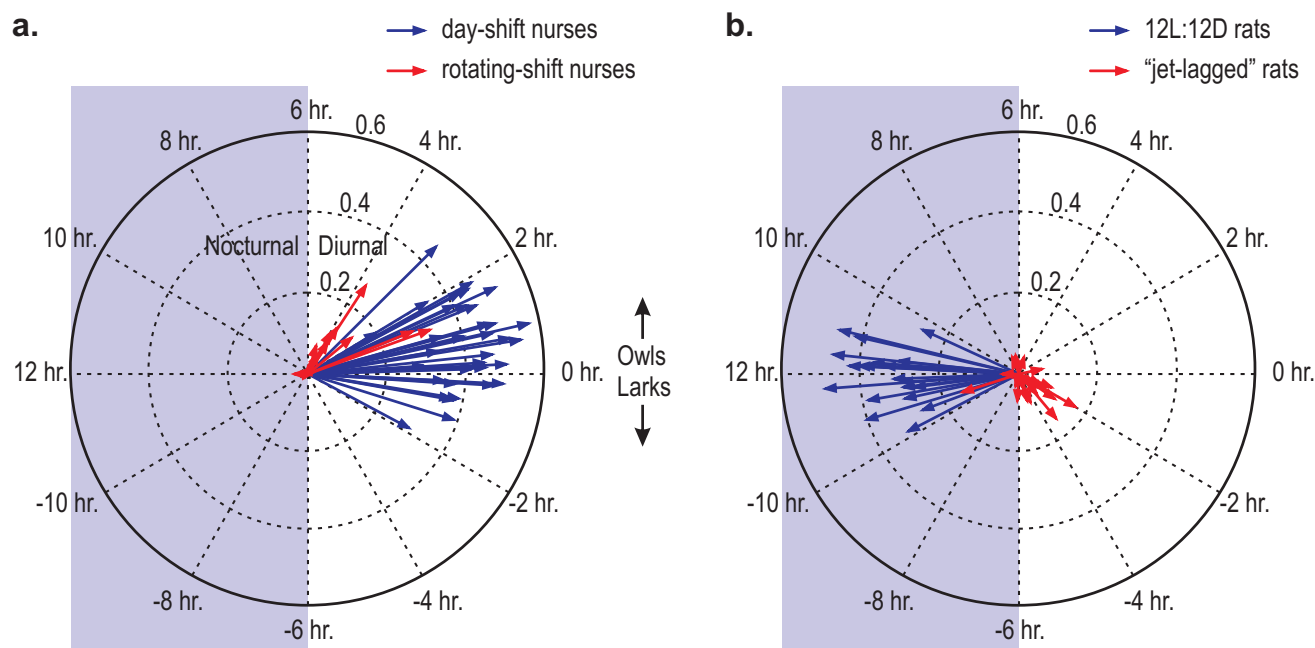 a.
day-shift nurses
rotating-shift nurses
6 hr.
0.6
8 hr.
4 hr.
0.4
10 hr.
Nocturnal
Diurnal
2 hr.
0.2
12 hr.
0 hr.
Owls
Larks
-10 hr.
-2 hr.
-8 hr.
-4 hr.
-6 hr.
b.
12L:12D rats
“jet-lagged” rats
6 hr.
0.6
8 hr.
4 hr.
0.4
10 hr.
2 hr.
0.2
12 hr.
0 hr.
-10 hr.
-2 hr.
-8 hr.
-4 hr.
-6 hr.